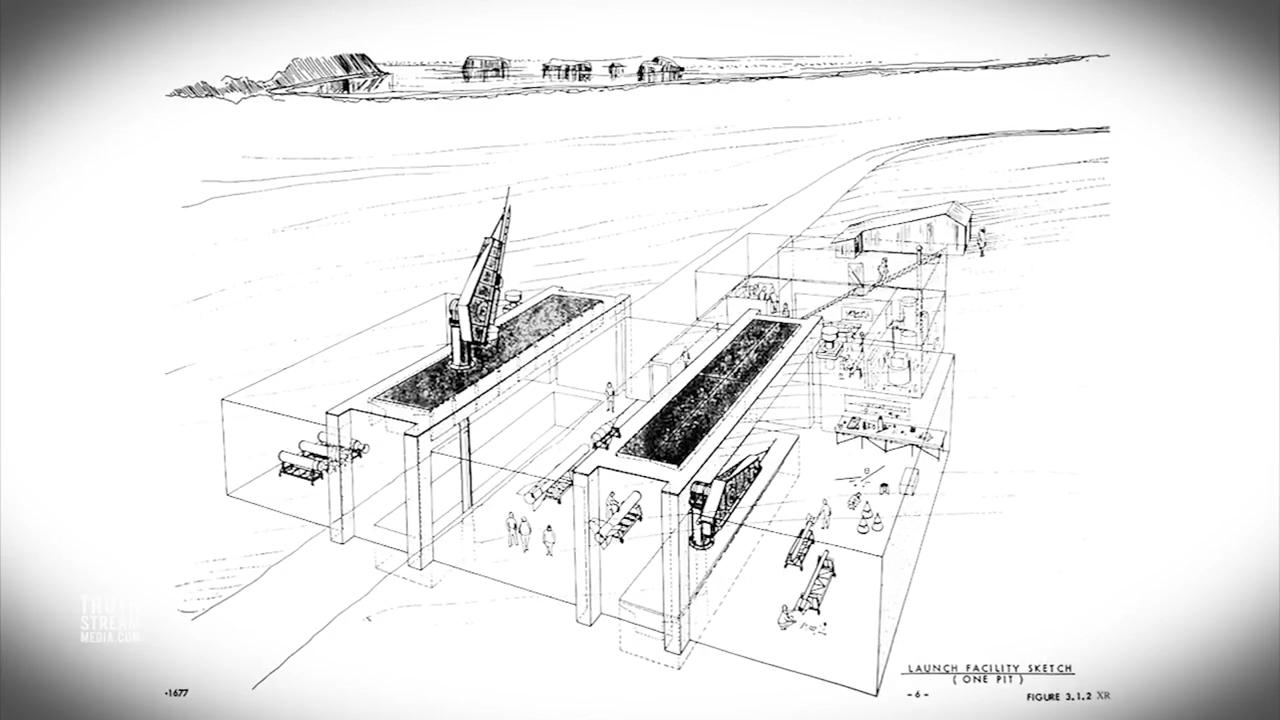 TRUTH
STREAM
MEDIA.COM
LAUNCH FACILITY SKETCH
(ONE PIT)
-1677
-6-
FIGURE 3.1.2 XR